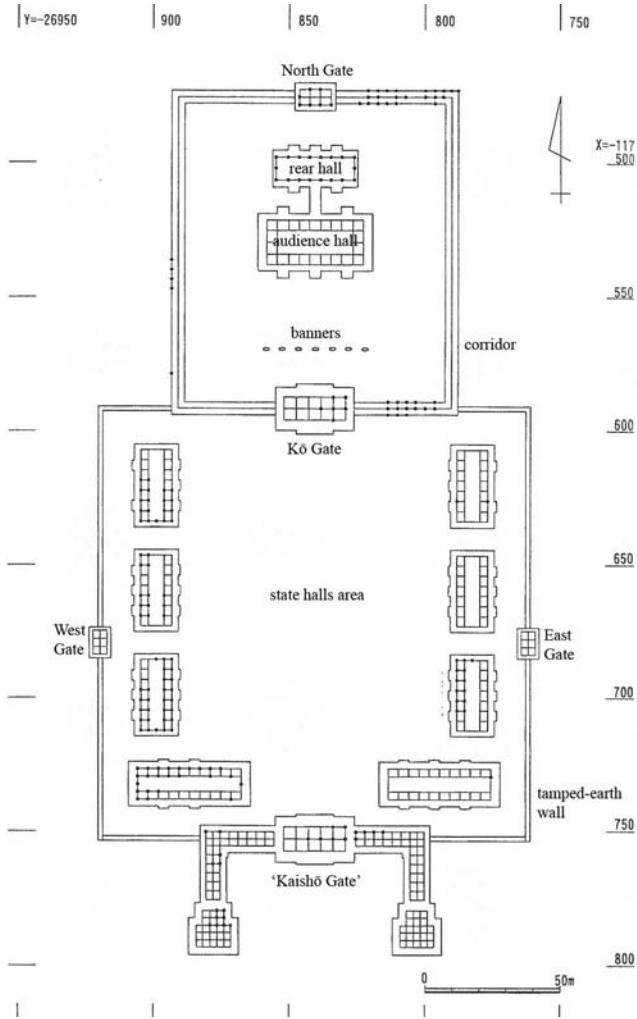 Y=-26950
900
850
800
750
North Gate
X=-117
500
rear hall
audience hall
550
banners
corridor
600
Kō Gate
650
state halls area
West
Gate
East
Gate
700
tamped-earth
wall
750
'Kaishō Gate'
0
50m
800